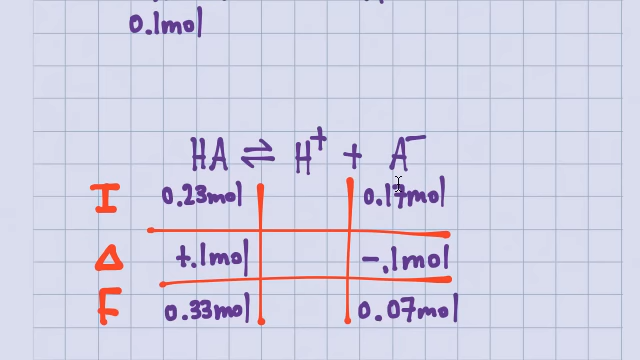 0.1mol
HA ⇌ H⁺ + A⁻
I 0.23mol 0.17mol
Δ +.1mol -.1mol
F 0.33mol 0.07mol